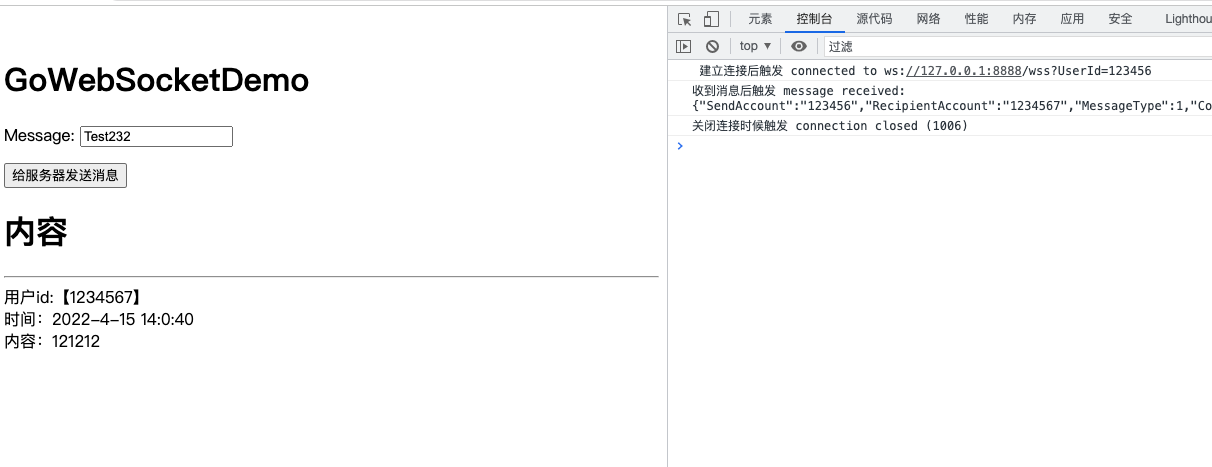 GoWebSocketDemo
Message: Test232
给服务器发送消息
内容
用户id:【1234567】
时间：2022-4-15 14:0:40
内容：121212
元素 控制台 源代码 网络 性能 内存 应用 安全 Lighthou
top ▼ 过滤
建立连接后触发 connected to ws://127.0.0.1:8888/wss?UserId=123456
收到消息后触发 message received:
{"SendAccount":"123456","RecipientAccount":"1234567","MessageType":1,"Co
关闭连接时候触发 connection closed (1006)